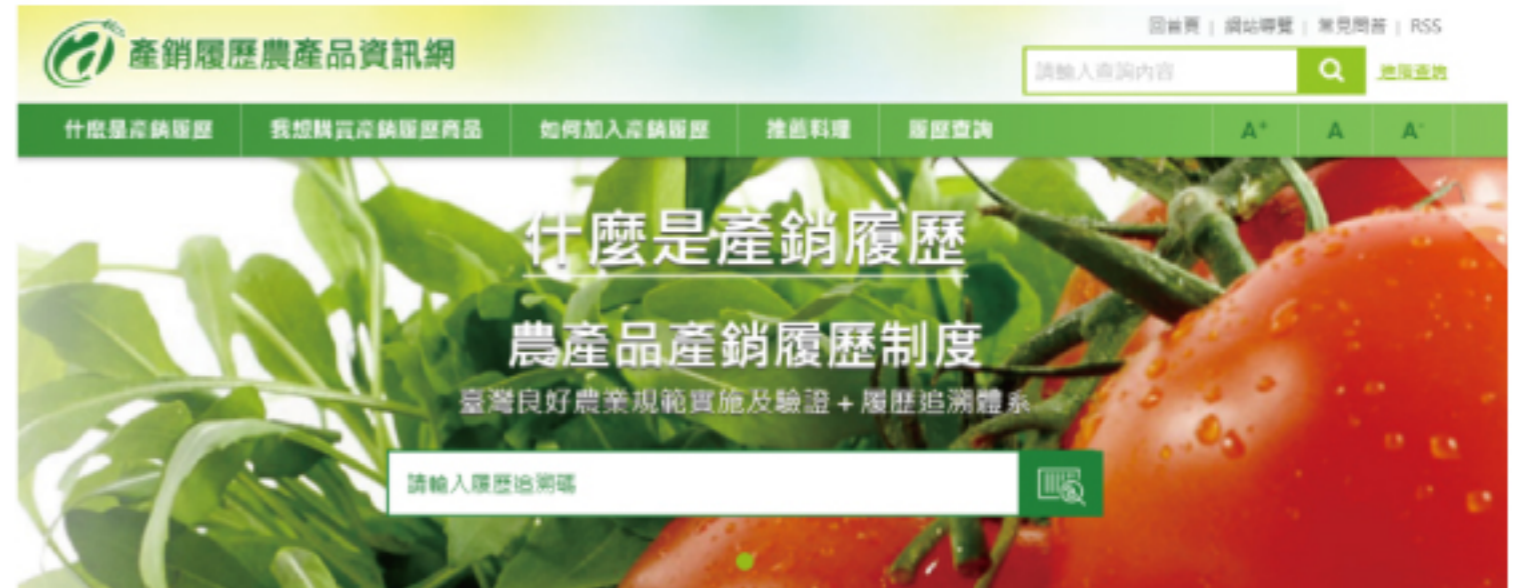 回首頁 | 網站導覽 | 常見問答 | RSS
產銷履歷農產品資訊網
請輸入查詢內容
進階查詢
什麼是產銷履歷 我想購買產銷履歷商品 如何加入產銷履歷 推薦料理 履歷查詢 A+ A A-
什麼是產銷履歷
農產品產銷履歷制度
臺灣良好農業規範實施及驗證 + 履歷追溯體系
請輸入履歷追溯碼